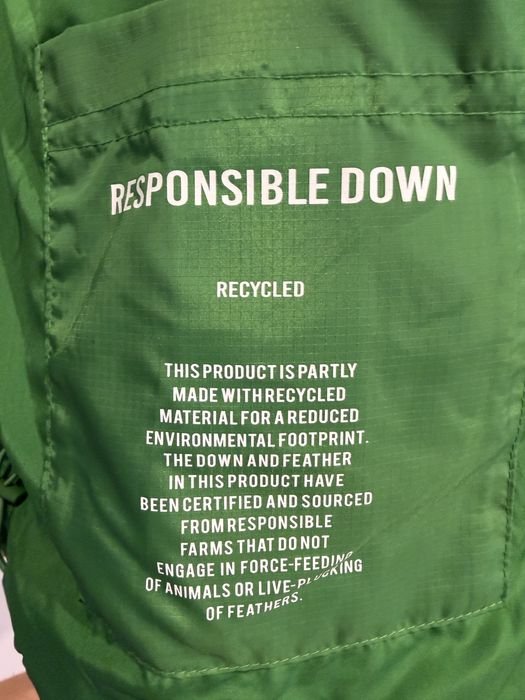 RESPONSIBLE DOWN
RECYCLED
THIS PRODUCT IS PARTLY
MADE WITH RECYCLED
MATERIAL FOR A REDUCED
ENVIRONMENTAL FOOTPRINT.
THE DOWN AND FEATHER
IN THIS PRODUCT HAVE
BEEN CERTIFIED AND SOURCED
FROM RESPONSIBLE
FARMS THAT DO NOT
ENGAGE IN FORCE-FEEDING
OF ANIMALS OR LIVE-PLUCKING
OF FEATHERS.